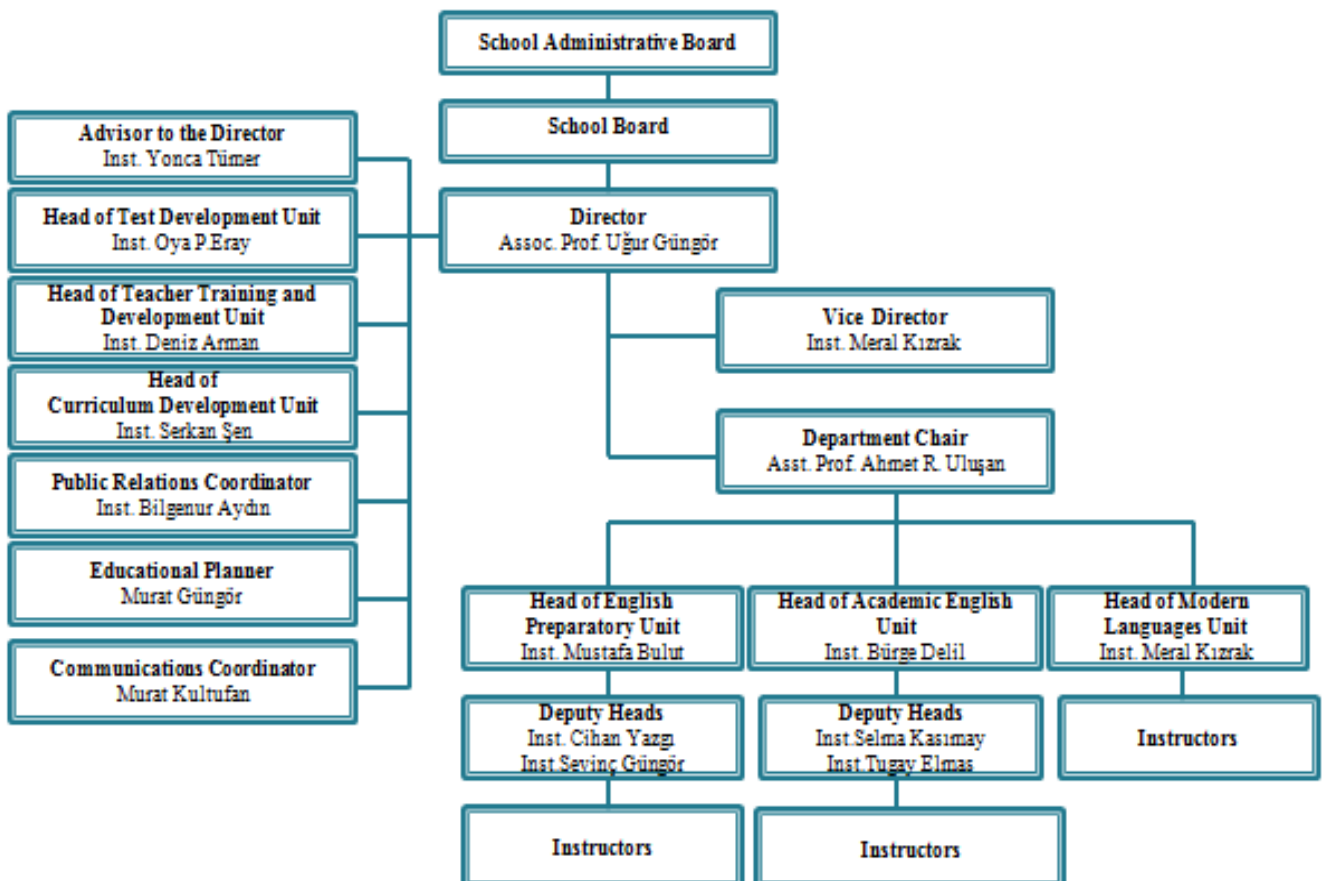 School Administrative Board
School Board
Advisor to the Director
Inst. Yonca Türner
Head of Test Development Unit
Inst. Oya P.Eray
Head of Teacher Training and
Development Unit
Inst. Deniz Arman
Head of
Curriculum Development Unit
Inst. Serkan Şen
Public Relations Coordinator
Inst. Bilgenur Aydın
Educational Planner
Murat Güngör
Communications Coordinator
Murat Kultufan
Director
Assoc. Prof. Uğur Güngör
Vice Director
Inst. Meral Kızrak
Department Chair
Asst. Prof. Ahmet R. Uluşan
Head of English
Preparatory Unit
Inst. Mustafa Bulut
Deputy Heads
Inst. Cihan Yazgı
Inst.Sevinç Güngör
Instructors
Head of Academic English
Unit
Inst. Bürge Delil
Deputy Heads
Inst.Selma Kasımay
Inst.Tugay Elmas
Instructors
Head of Modern
Languages Unit
Inst. Meral Kızrak
Instructors